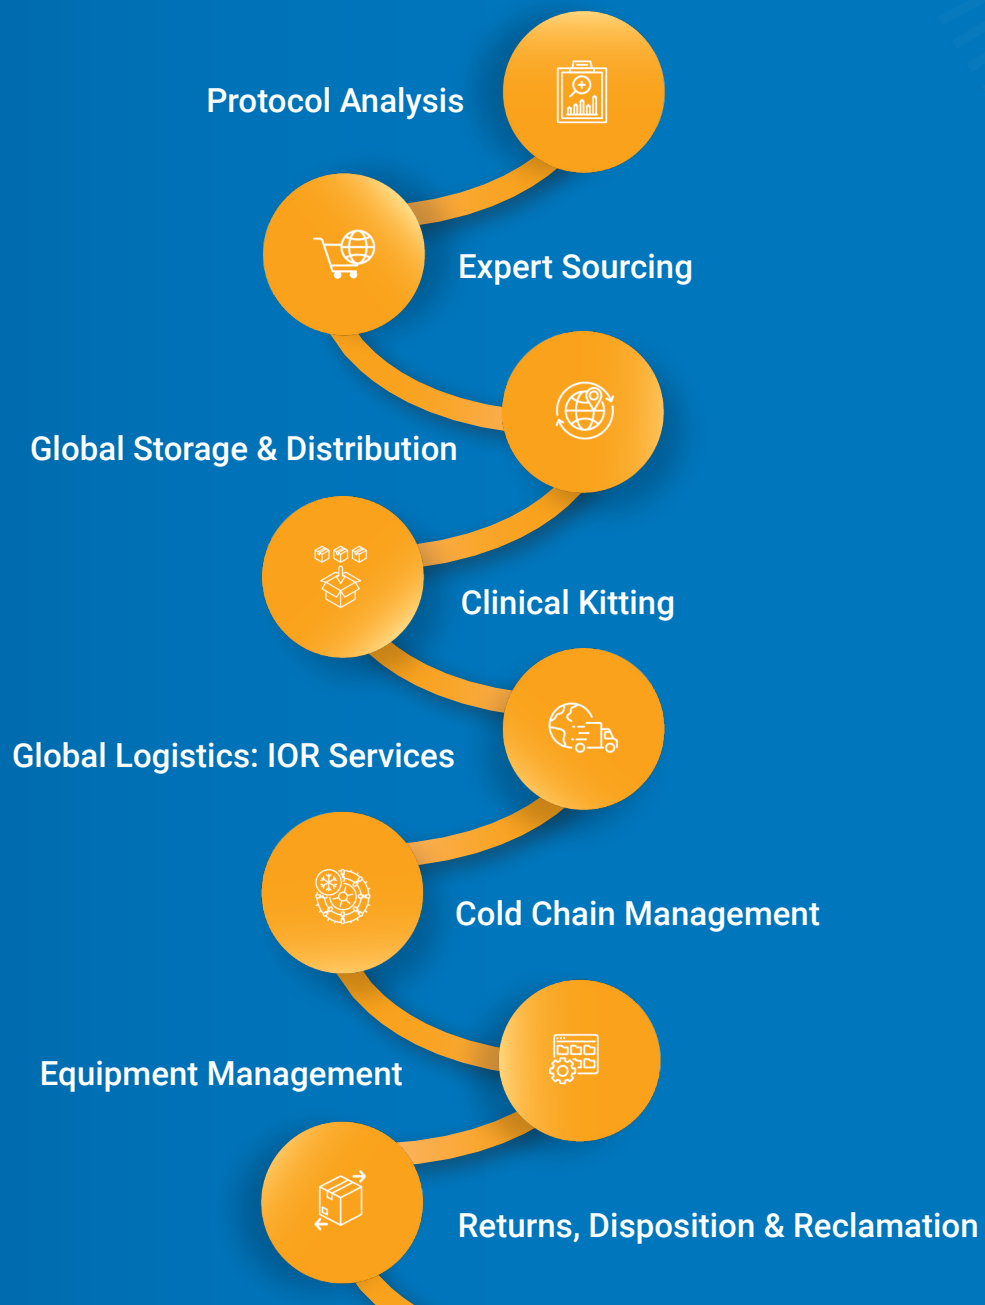 Protocol Analysis
Expert Sourcing
Global Storage & Distribution
Clinical Kitting
Global Logistics: IOR Services
Cold Chain Management
Equipment Management
Returns, Disposition & Reclamation